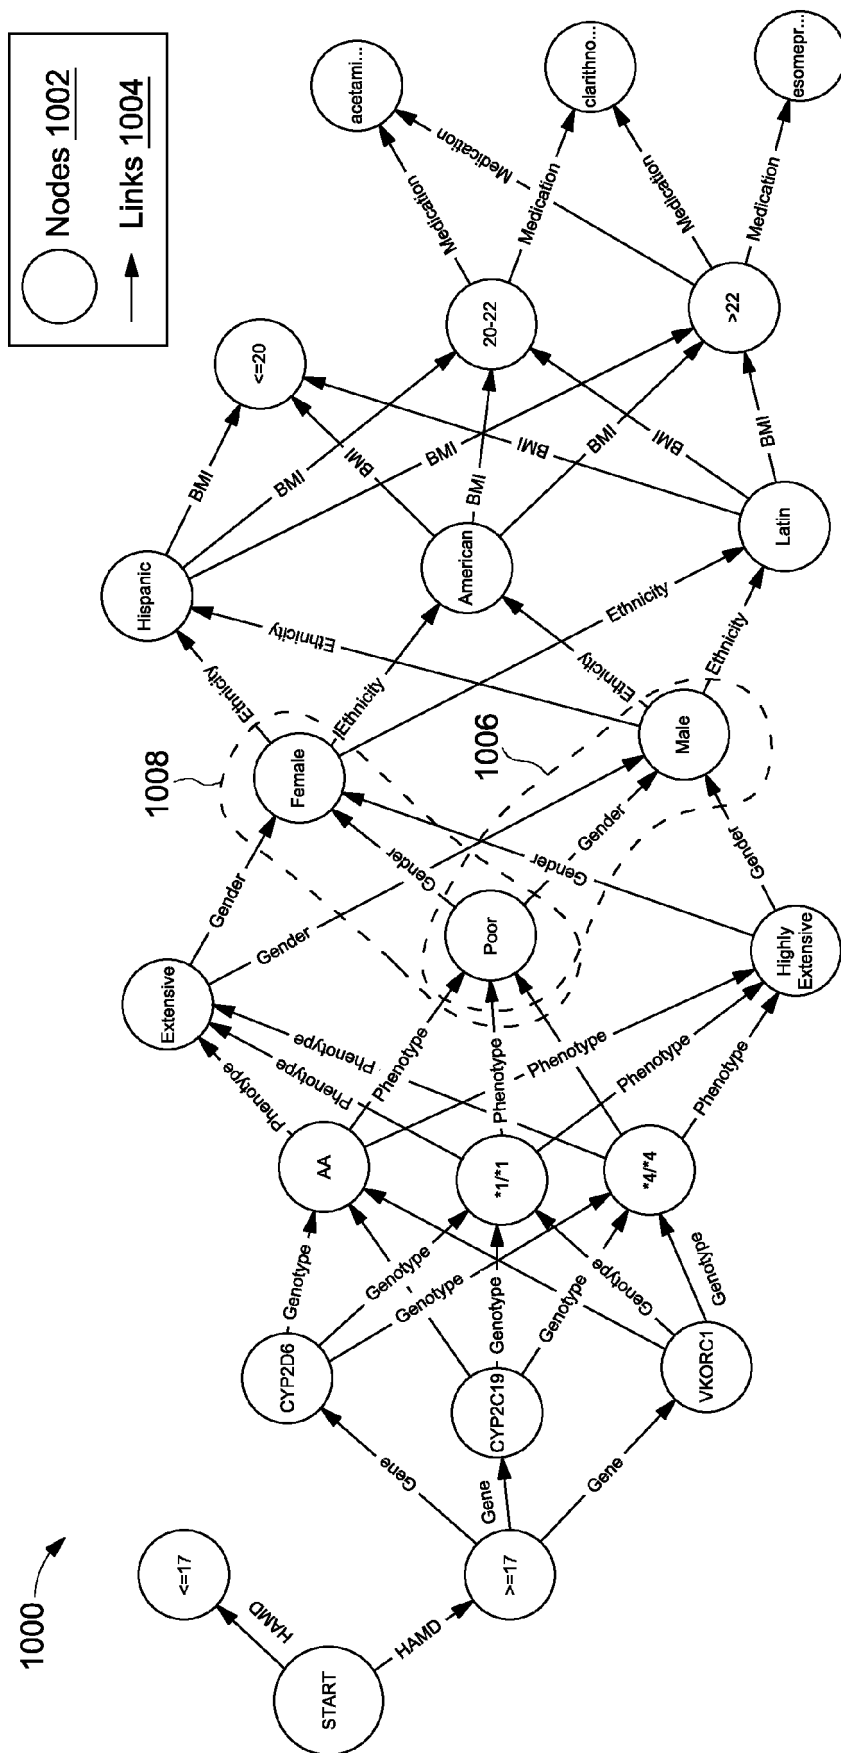 1000
Nodes 1002
Links 1004
START
HAMD
HAMD
<=17
>=17
Gene
Gene
Gene
CYP2D6
CYP2C19
VKORC1
Genotype
Genotype
Genotype
Genotype
Genotype
Genotype
Genotype
AA
*1/*1
*4/*4
Phenotype
Phenotype
Phenotype
Phenotype
Phenotype
Phenotype
Phenotype
Phenotype
Extensive
Poor
Highly
Extensive
Gender
Gender
Gender
Gender
Gender
Gender
1008
1006
Female
Male
Ethnicity
Ethnicity
Ethnicity
Ethnicity
Ethnicity
Ethnicity
Hispanic
American
Latin
BMI
BMI
BMI
BMI
BMI
BMI
BMI
BMI
BMI
<=20
20-22
>22
Medication
Medication
Medication
Medication
Medication
acetami...
clarithno...
esomepr...